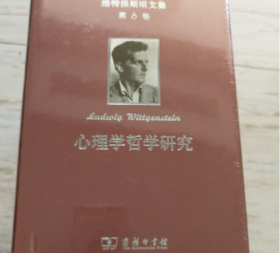 维特根斯坦文集
第 6 卷
Ludwig Wittgenstein
心理学哲学研究
商务印书馆